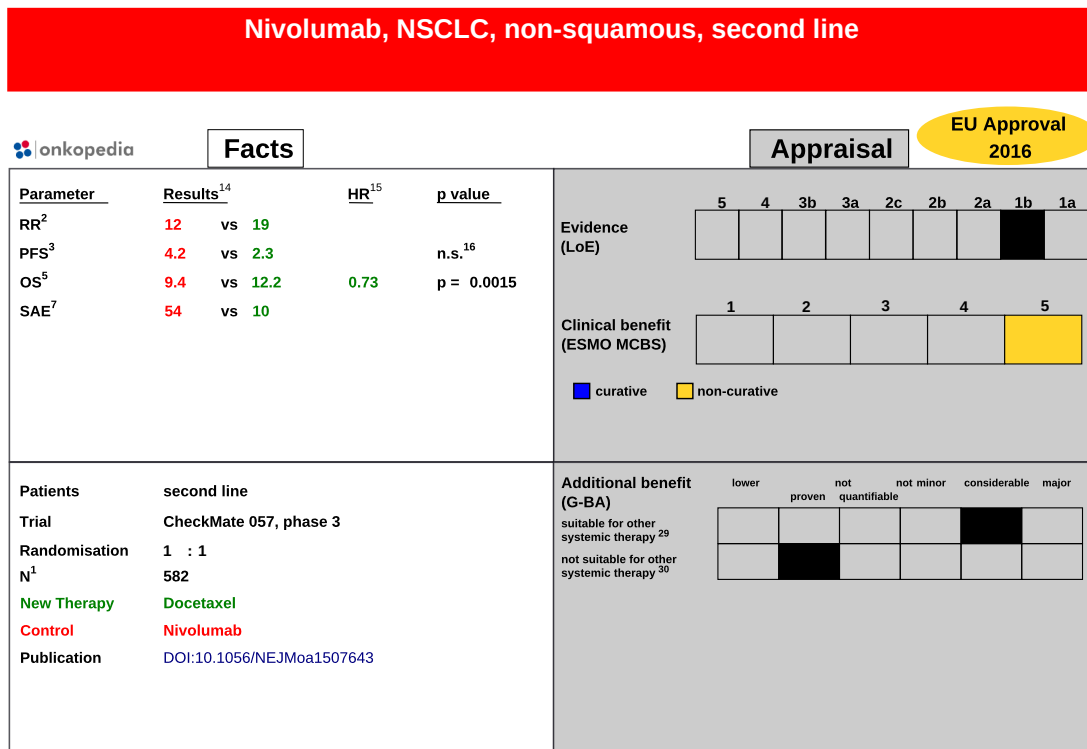 Nivolumab, NSCLC, non-squamous, second line
onkopedia
Facts
Appraisal
EU Approval
2016
Parameter Results14 HR15 p value
RR2 12 vs 19
PFS3 4.2 vs 2.3 n.s.16
OS5 9.4 vs 12.2 0.73 p = 0.0015
SAE7 54 vs 10
5 4 3b 3a 2c 2b 2a 1b 1a
Evidence
(LoE)
1 2 3 4 5
Clinical benefit
(ESMO MCBS)
curative non-curative
Patients second line
Trial CheckMate 057, phase 3
Randomisation 1 : 1
N1 582
New Therapy Docetaxel
Control Nivolumab
Publication DOI:10.1056/NEJMoa1507643
Additional benefit
(G-BA)
lower not not minor considerable major
proven quantifiable
suitable for other
systemic therapy 29
not suitable for other
systemic therapy 30